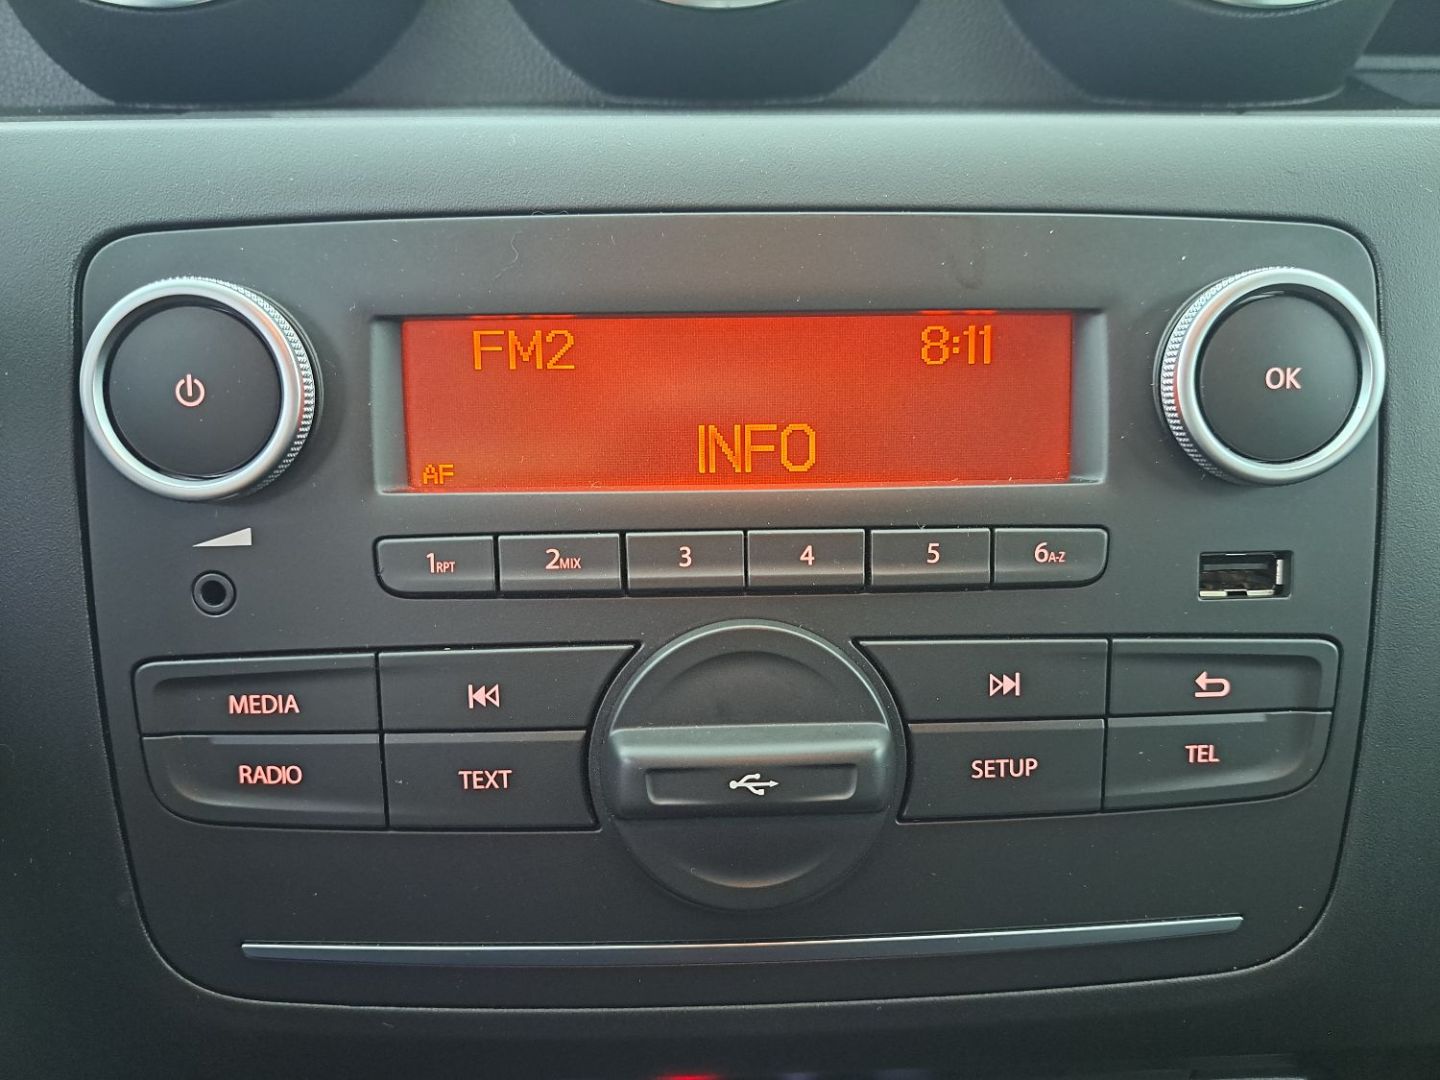 FM2 8:11
INFO
AF
OK
1RPT 2MIX 3 4 5 6A-Z
MEDIA
RADIO TEXT SETUP TEL